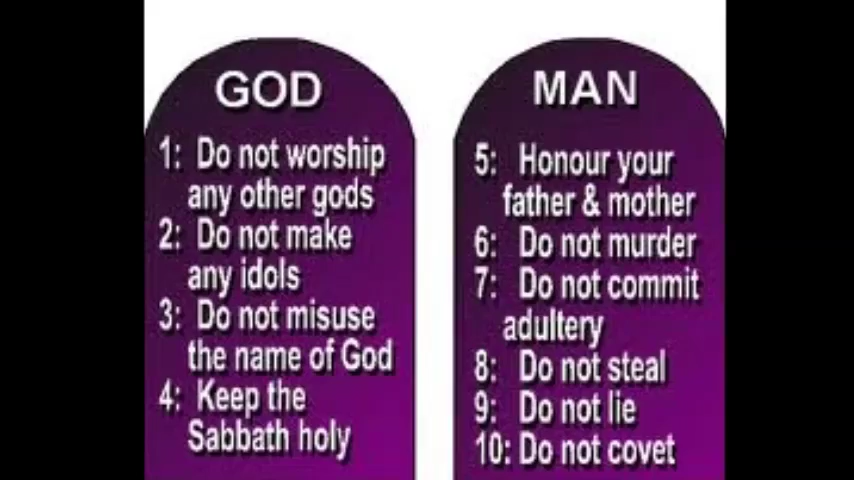 GOD
1: Do not worship
any other gods
2: Do not make
any idols
3: Do not misuse
the name of God
4: Keep the
Sabbath holy
MAN
5: Honour your
father & mother
6: Do not murder
7: Do not commit
adultery
8: Do not steal
9: Do not lie
10: Do not covet